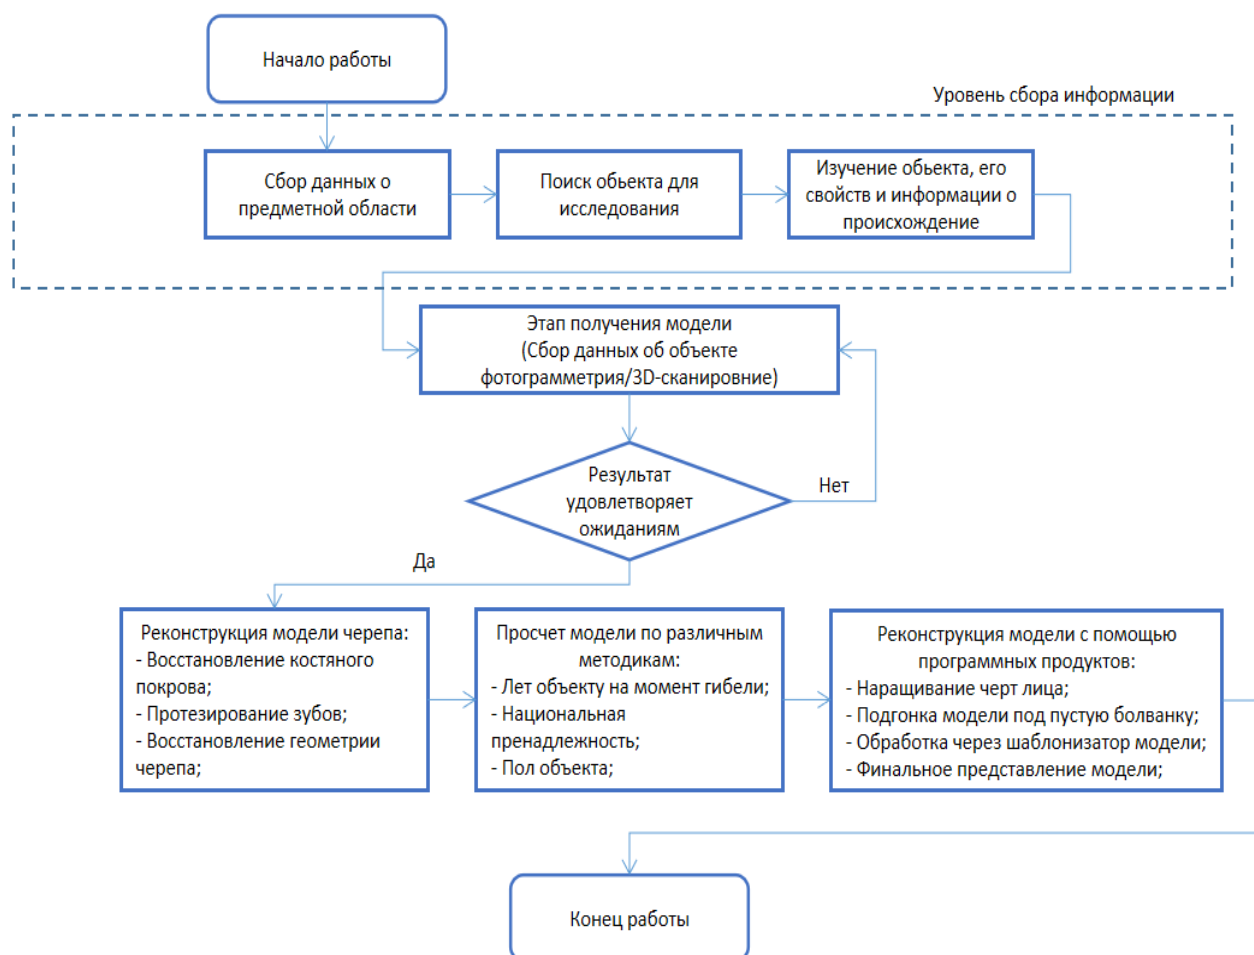 Начало работы
Уровень сбора информации
Сбор данных о
предметной области
Поиск обьекта для
исследования
Изучение обьекта, его
свойств и информации о
происхождение
Этап получения модели
(Сбор данных об объекте
фотограмметрия/3D-сканировние)
Результат
удовлетворяет
ожиданиям
Нет
Да
Реконструкция модели черепа:
- Восстановление костяного
покрова;
- Протезирование зубов;
- Восстановление геометрии
черепа;
Просчет модели по различным
методикам:
- Лет объекту на момент гибели;
- Национальная
пренадлежность;
- Пол объекта;
Реконструкция модели с помощью
программных продуктов:
- Наращивание черт лица;
- Подгонка модели под пустую болванку;
- Обработка через шаблонизатор модели;
- Финальное представление модели;
Конец работы